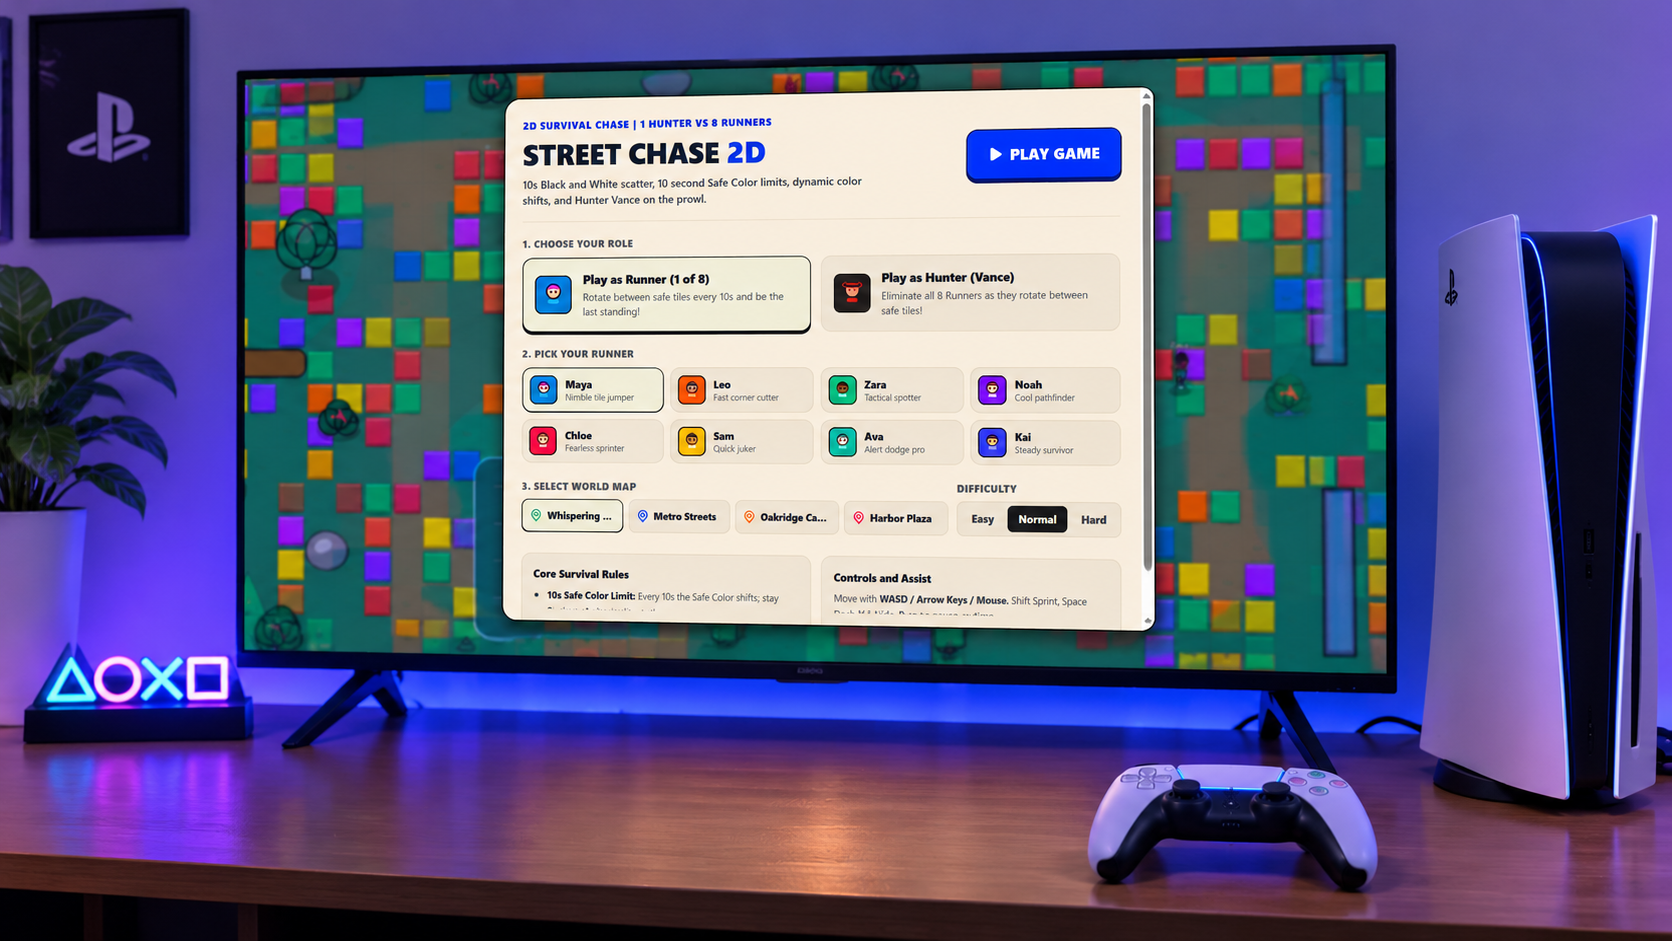 2D SURVIVAL CHASE | 1 HUNTER VS 8 RUNNERS
STREET CHASE 2D
10s Black and White scatter, 10 second Safe Color limits, dynamic color
shifts, and Hunter Vance on the prowl.
PLAY GAME
1. CHOOSE YOUR ROLE
Play as Runner (1 of 8)
Rotate between safe tiles every 10s and be the
last standing!
Play as Hunter (Vance)
Eliminate all 8 Runners as they rotate between
safe tiles!
2. PICK YOUR RUNNER
Maya
Nimble tile jumper
Leo
Fast corner cutter
Zara
Tactical spotter
Noah
Cool pathfinder
Chloe
Fearless sprinter
Sam
Quick juker
Ava
Alert dodge pro
Kai
Steady survivor
3. SELECT WORLD MAP
Whispering ...
Metro Streets
Oakridge Ca...
Harbor Plaza
DIFFICULTY
Easy
Normal
Hard
Core Survival Rules
• 10s Safe Color Limit: Every 10s the Safe Color shifts; stay
Controls and Assist
Move with WASD / Arrow Keys / Mouse. Shift Sprint, Space